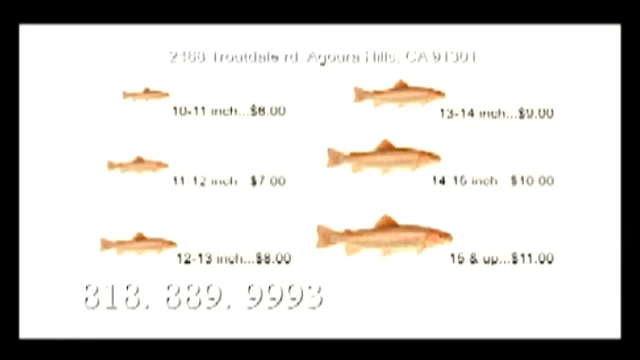 2468 Troutdale rd Agoura Hills, CA 91301
10-11 inch...$6.00
13-14 inch...$9.00
11-12 inch $7.00
14-15 inch $10.00
12-13 inch...$8.00
15 & up...$11.00
818. 889. 9993